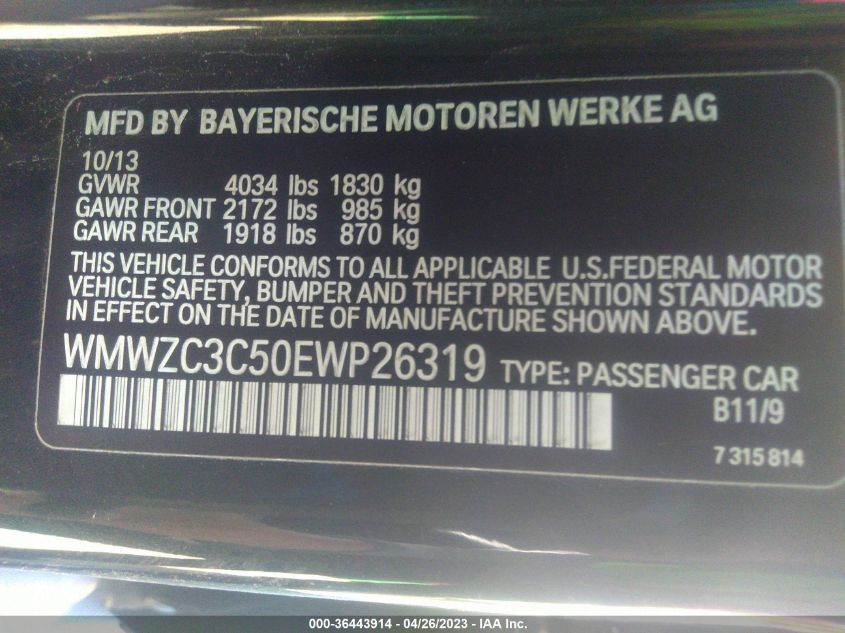 MFD BY BAYERISCHE MOTOREN WERKE AG
10/13
GVWR 4034 lbs 1830 kg
GAWR FRONT 2172 lbs 985 kg
GAWR REAR 1918 lbs 870 kg
THIS VEHICLE CONFORMS TO ALL APPLICABLE U.S.FEDERAL MOTOR
VEHICLE SAFETY, BUMPER AND THEFT PREVENTION STANDARDS
IN EFFECT ON THE DATE OF MANUFACTURE SHOWN ABOVE.
WMWZC3C50EWP26319 TYPE: PASSENGER CAR
B11/9
7 315 814
000-36443914 - 04/26/2023 - IAA Inc.